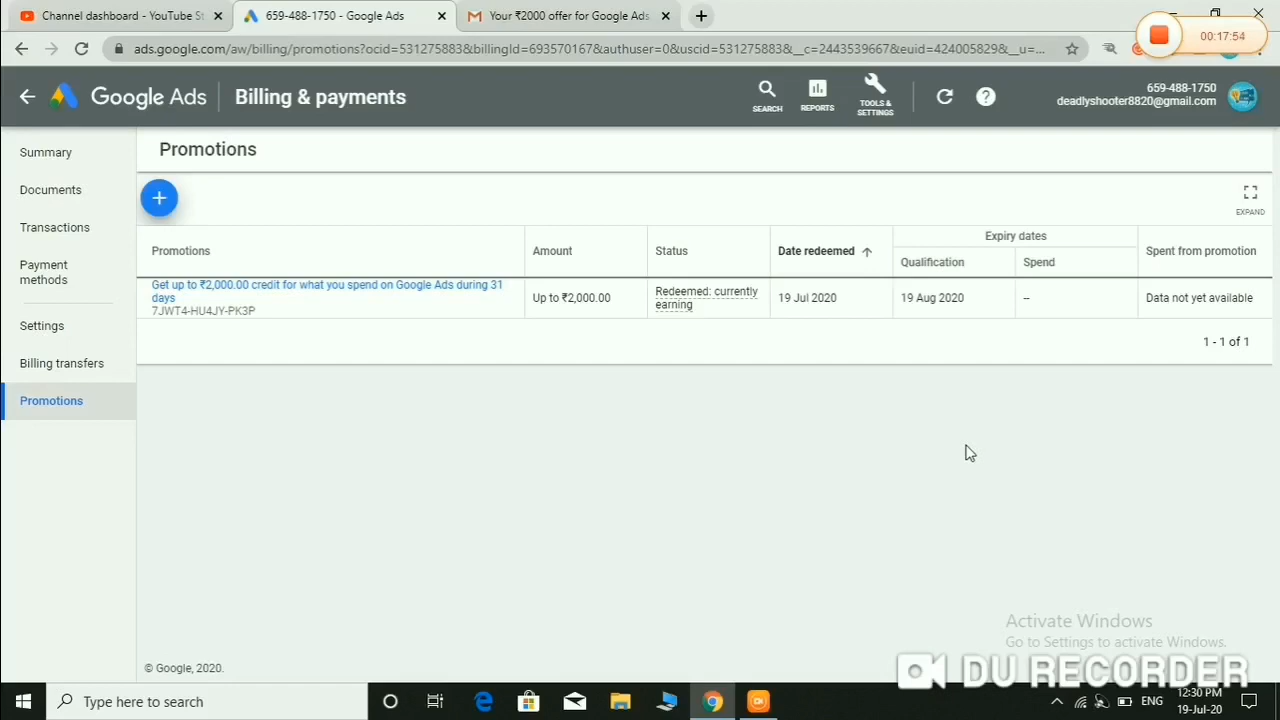 Channel dashboard - YouTube St
659-488-1750 - Google Ads
Your ₹2000 offer for Google Ads
00:17:54
ads.google.com/aw/billing/promotions?ocid=531275883&billingId=693570167&authuser=0&uscid=531275883&__c=2443539667&euid=424005829&__u=...
Google Ads
Billing & payments
SEARCH
REPORTS
TOOLS & SETTINGS
659-488-1750
deadlyshooter8820@gmail.com
Summary
Documents
Transactions
Payment
methods
Settings
Billing transfers
Promotions
Promotions
EXPAND
Promotions
Amount
Status
Date redeemed
Expiry dates
Qualification
Spend
Spent from promotion
Get up to ₹2,000.00 credit for what you spend on Google Ads during 31
days
7JWT4-HU4JY-PK3P
Up to ₹2,000.00
Redeemed: currently
earning
19 Jul 2020
19 Aug 2020
--
Data not yet available
1 - 1 of 1
Activate Windows
Go to Settings to activate Windows.
© Google, 2020.
DU RECORDER
Type here to search
ENG
12:30 PM
19-Jul-20